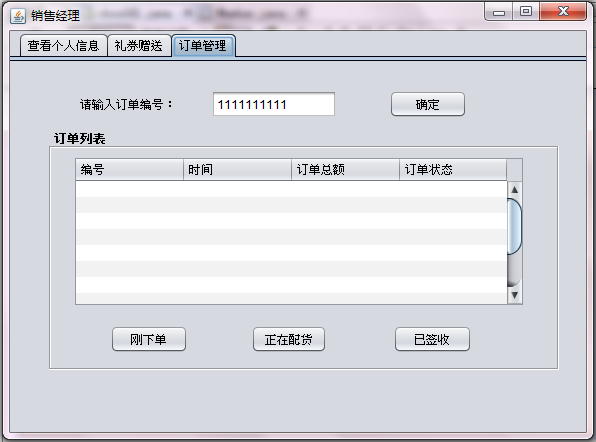 销售经理
查看个人信息 礼券赠送 订单管理
请输入订单编号： 1111111111 确定
订单列表
编号 时间 订单总额 订单状态
刚下单 正在配货 已签收